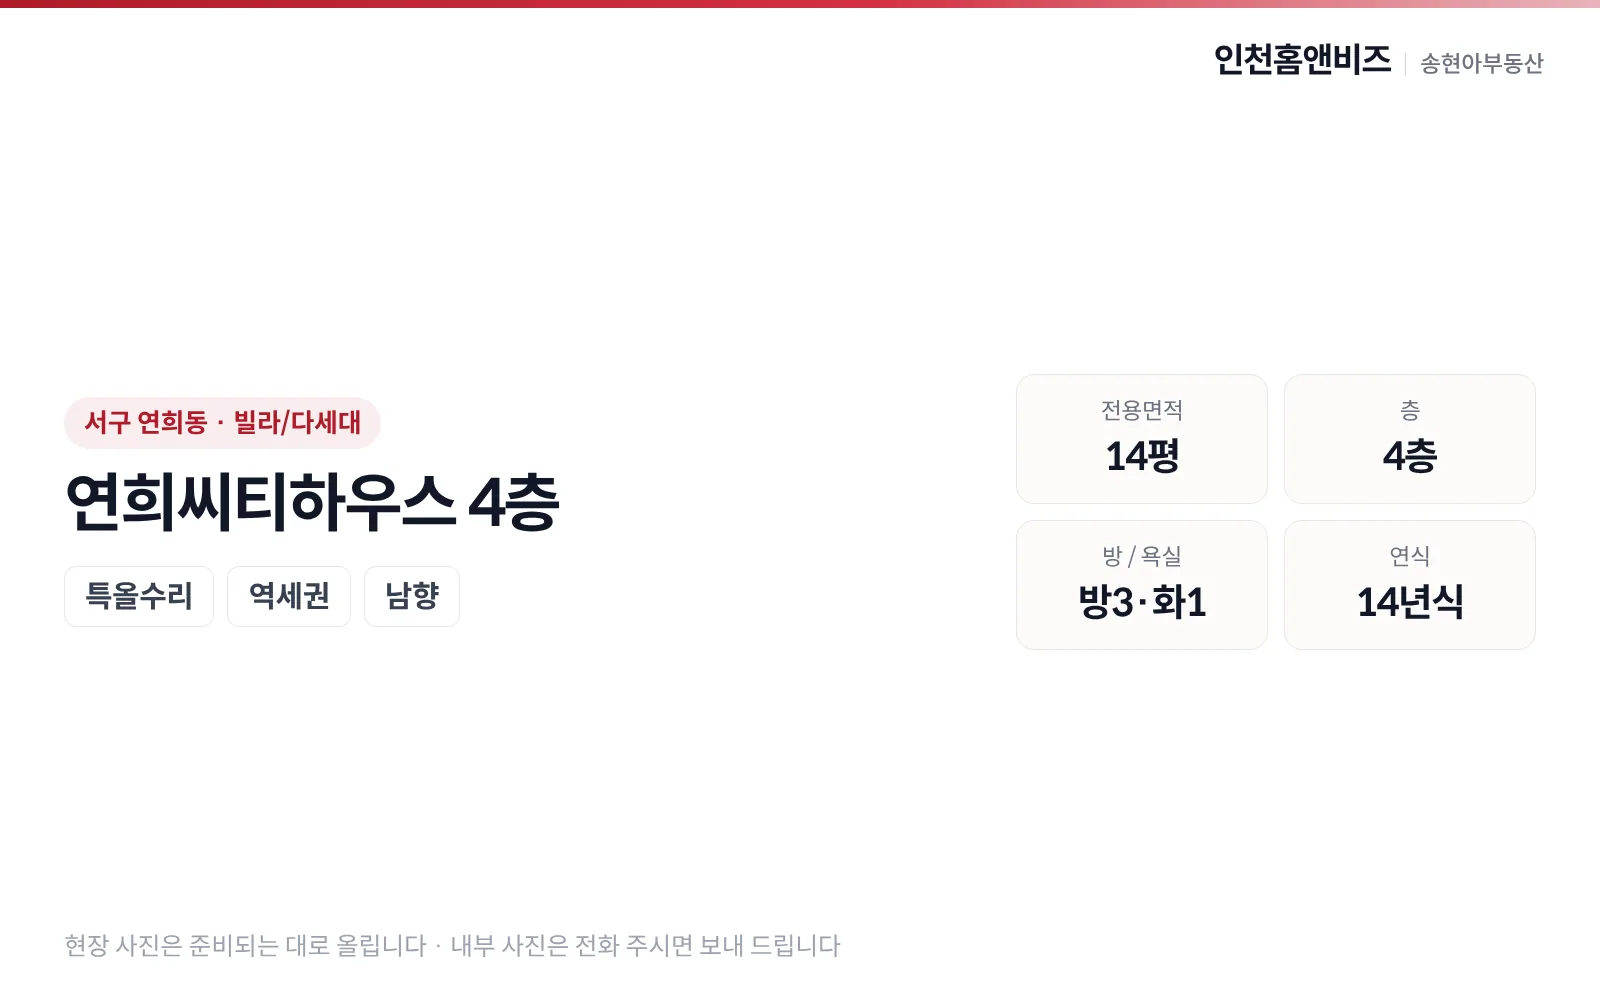 인천홈앤비즈 | 송현아부동산
서구 연희동 · 빌라/다세대
연희씨티하우스 4층
특올수리
역세권
남향
전용면적
14평
층
4층
방 / 욕실
방3·화1
연식
14년식
현장 사진은 준비되는 대로 올립니다 · 내부 사진은 전화 주시면 보내 드립니다